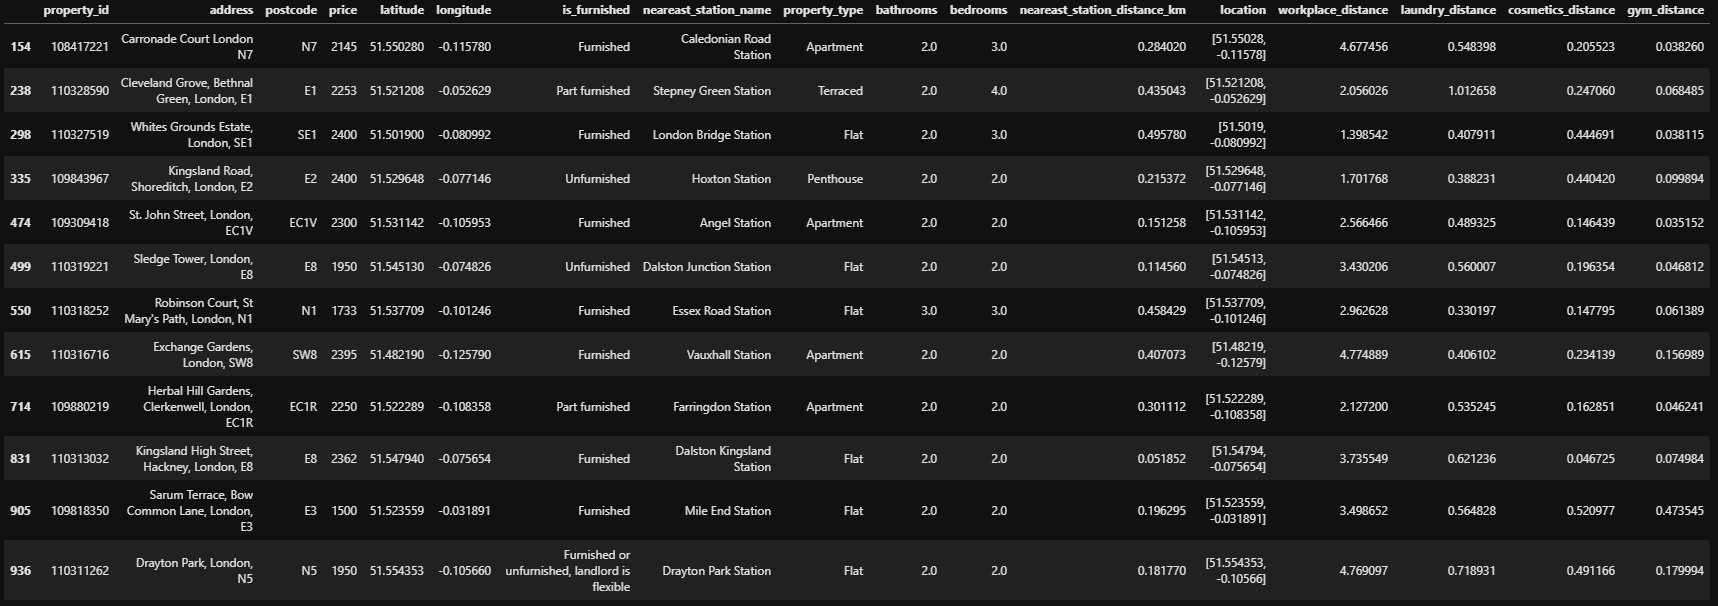 property_id address postcode price latitude longitude is_furnished neareast_station_name property_type bathrooms bedrooms neareast_station_distance_km location workplace_distance laundry_distance cosmetics_distance gym_distance
154 108417221 Carronade Court London N7 N7 2145 51.550280 -0.115780 Furnished Caledonian Road Station Apartment 2.0 3.0 0.284020 [51.55028, -0.11578] 4.677456 0.548398 0.205523 0.038260
238 110328590 Cleveland Grove, Bethnal Green, London, E1 E1 2253 51.521208 -0.052629 Part furnished Stepney Green Station Terraced 2.0 4.0 0.435043 [51.521208, -0.052629] 2.056026 1.012658 0.247060 0.068485
298 110327519 Whites Grounds Estate, London, SE1 SE1 2400 51.501900 -0.080992 Furnished London Bridge Station Flat 2.0 3.0 0.495780 [51.5019, -0.080992] 1.398542 0.407911 0.444691 0.038115
335 109843967 Kingsland Road, Shoreditch, London, E2 E2 2400 51.529648 -0.077146 Unfurnished Hoxton Station Penthouse 2.0 2.0 0.215372 [51.529648, -0.077146] 1.701768 0.388231 0.440420 0.099894
474 109309418 St. John Street, London, EC1V EC1V 2300 51.531142 -0.105953 Furnished Angel Station Apartment 2.0 2.0 0.151258 [51.531142, -0.105953] 2.566466 0.489325 0.146439 0.035152
499 110319221 Sledge Tower, London, E8 E8 1950 51.545130 -0.074826 Unfurnished Dalston Junction Station Flat 2.0 2.0 0.114560 [51.54513, -0.074826] 3.430206 0.560007 0.196354 0.046812
550 110318252 Robinson Court, St Mary's Path, London, N1 N1 1733 51.537709 -0.101246 Furnished Essex Road Station Flat 3.0 3.0 0.458429 [51.537709, -0.101246] 2.962628 0.330197 0.147795 0.061389
615 110316716 Exchange Gardens, London, SW8 SW8 2395 51.482190 -0.125790 Furnished Vauxhall Station Apartment 2.0 2.0 0.407073 [51.48219, -0.12579] 4.774889 0.406102 0.234139 0.156989
714 109880219 Herbal Hill Gardens, Clerkenwell, London, EC1R EC1R 2250 51.522289 -0.108358 Part furnished Farringdon Station Apartment 2.0 2.0 0.301112 [51.522289, -0.108358] 2.127200 0.535245 0.162851 0.046241
831 110313032 Kingsland High Street, Hackney, London, E8 E8 2362 51.547940 -0.075654 Furnished Dalston Kingsland Station Flat 2.0 2.0 0.051852 [51.54794, -0.075654] 3.735549 0.621236 0.046725 0.074984
905 109818350 Sarum Terrace, Bow Common Lane, London, E3 E3 1500 51.523559 -0.031891 Furnished Mile End Station Flat 2.0 2.0 0.196295 [51.523559, -0.031891] 3.498652 0.564828 0.520977 0.473545
936 110311262 Drayton Park, London, N5 N5 1950 51.554353 -0.105660 Furnished or unfurnished, landlord is flexible Drayton Park Station Flat 2.0 2.0 0.181770 [51.554353, -0.10566] 4.769097 0.718931 0.491166 0.179994